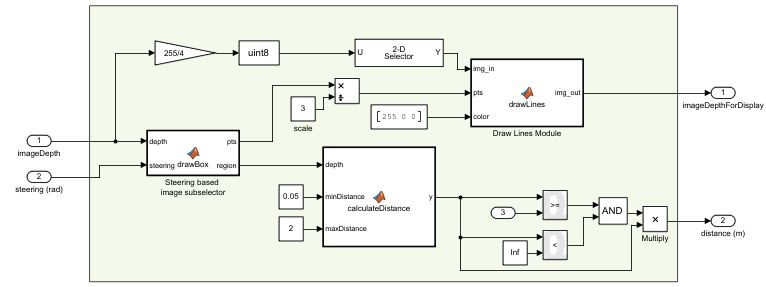 255/4
uint8
U
2-D
Selector
Y
img_in
pts
color
drawLines
img_out
Draw Lines Module
1
imageDepthForDisplay
×
÷
3
scale
[255 0 0]
1
imageDepth
2
steering (rad)
depth
steering
drawBox
pts
region
Steering based
image subselector
depth
minDistance
maxDistance
calculateDistance
y
0.05
2
3
>=
Inf
<
AND
×
Multiply
2
distance (m)